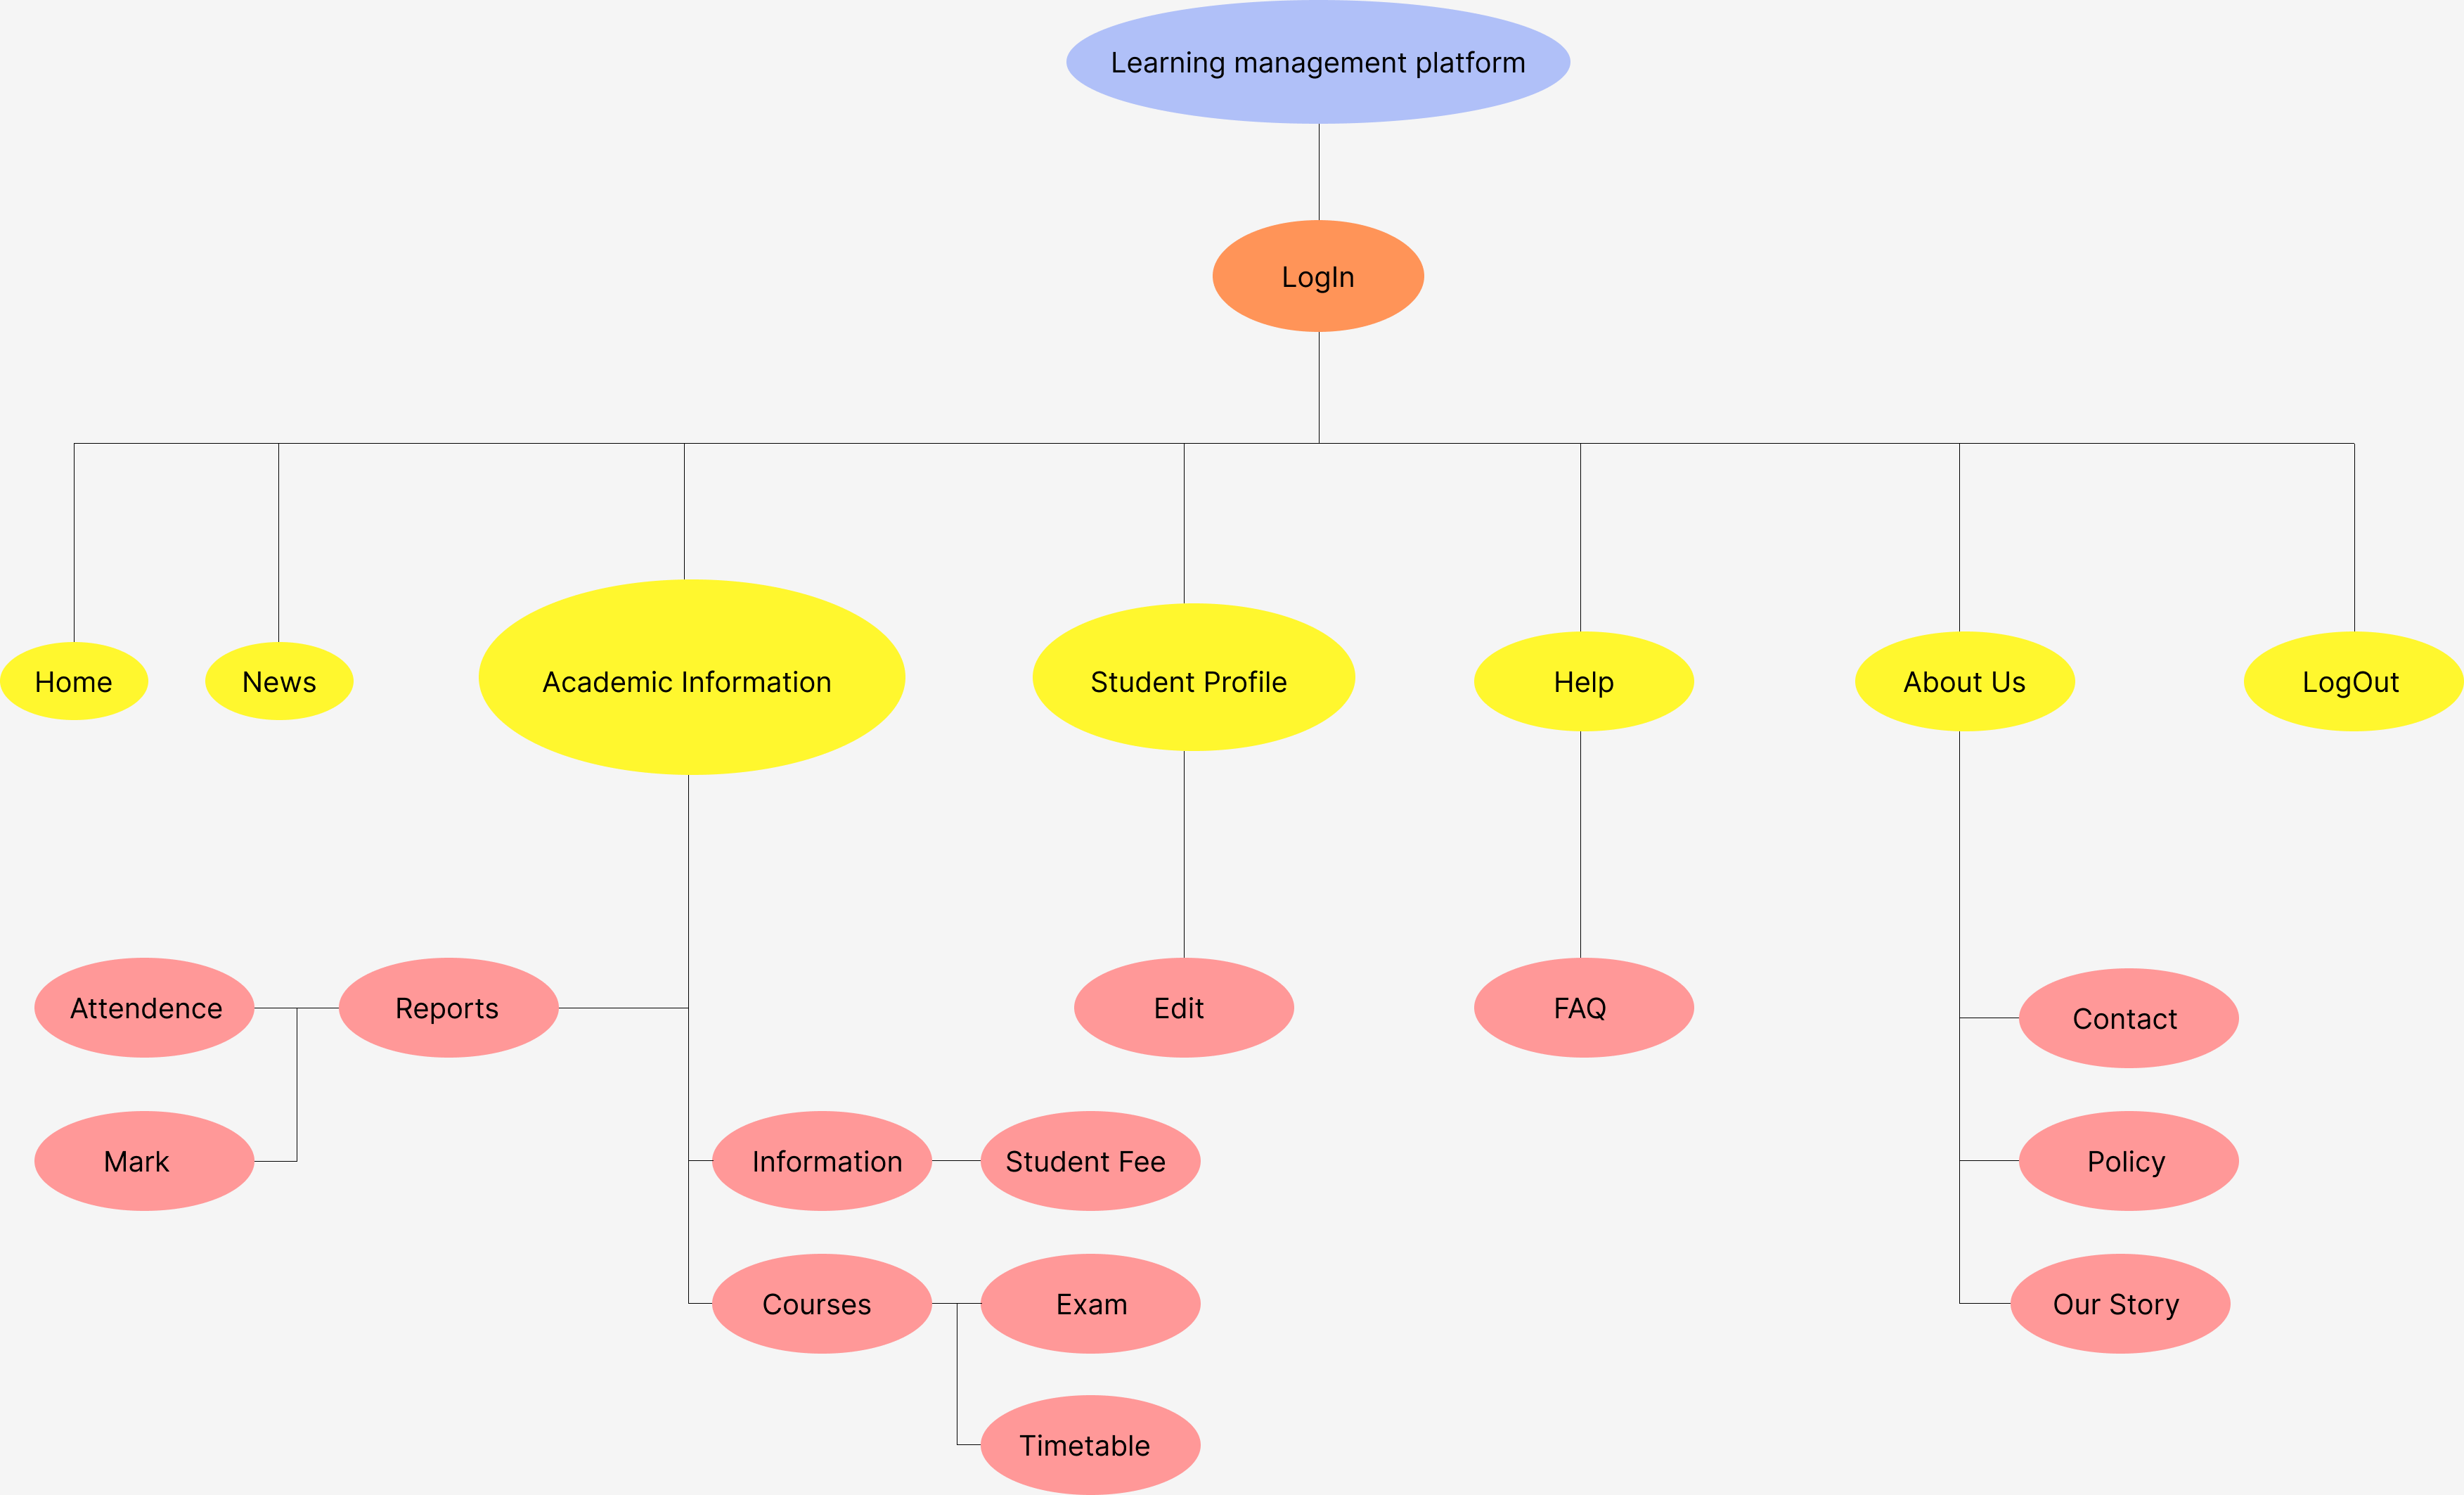 Learning management platform
LogIn
Home
News
Academic Information
Student Profile
Help
About Us
LogOut
Attendence
Reports
Edit
FAQ
Contact
Mark
Information
Student Fee
Policy
Courses
Exam
Our Story
Timetable